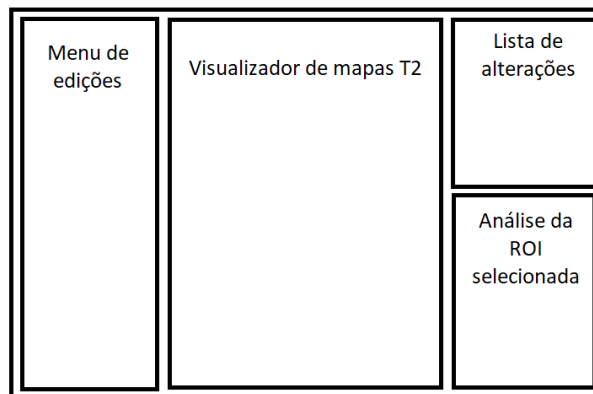 Menu de
edições
Visualizador de mapas T2
Lista de
alterações
Análise da
ROI
selecionada